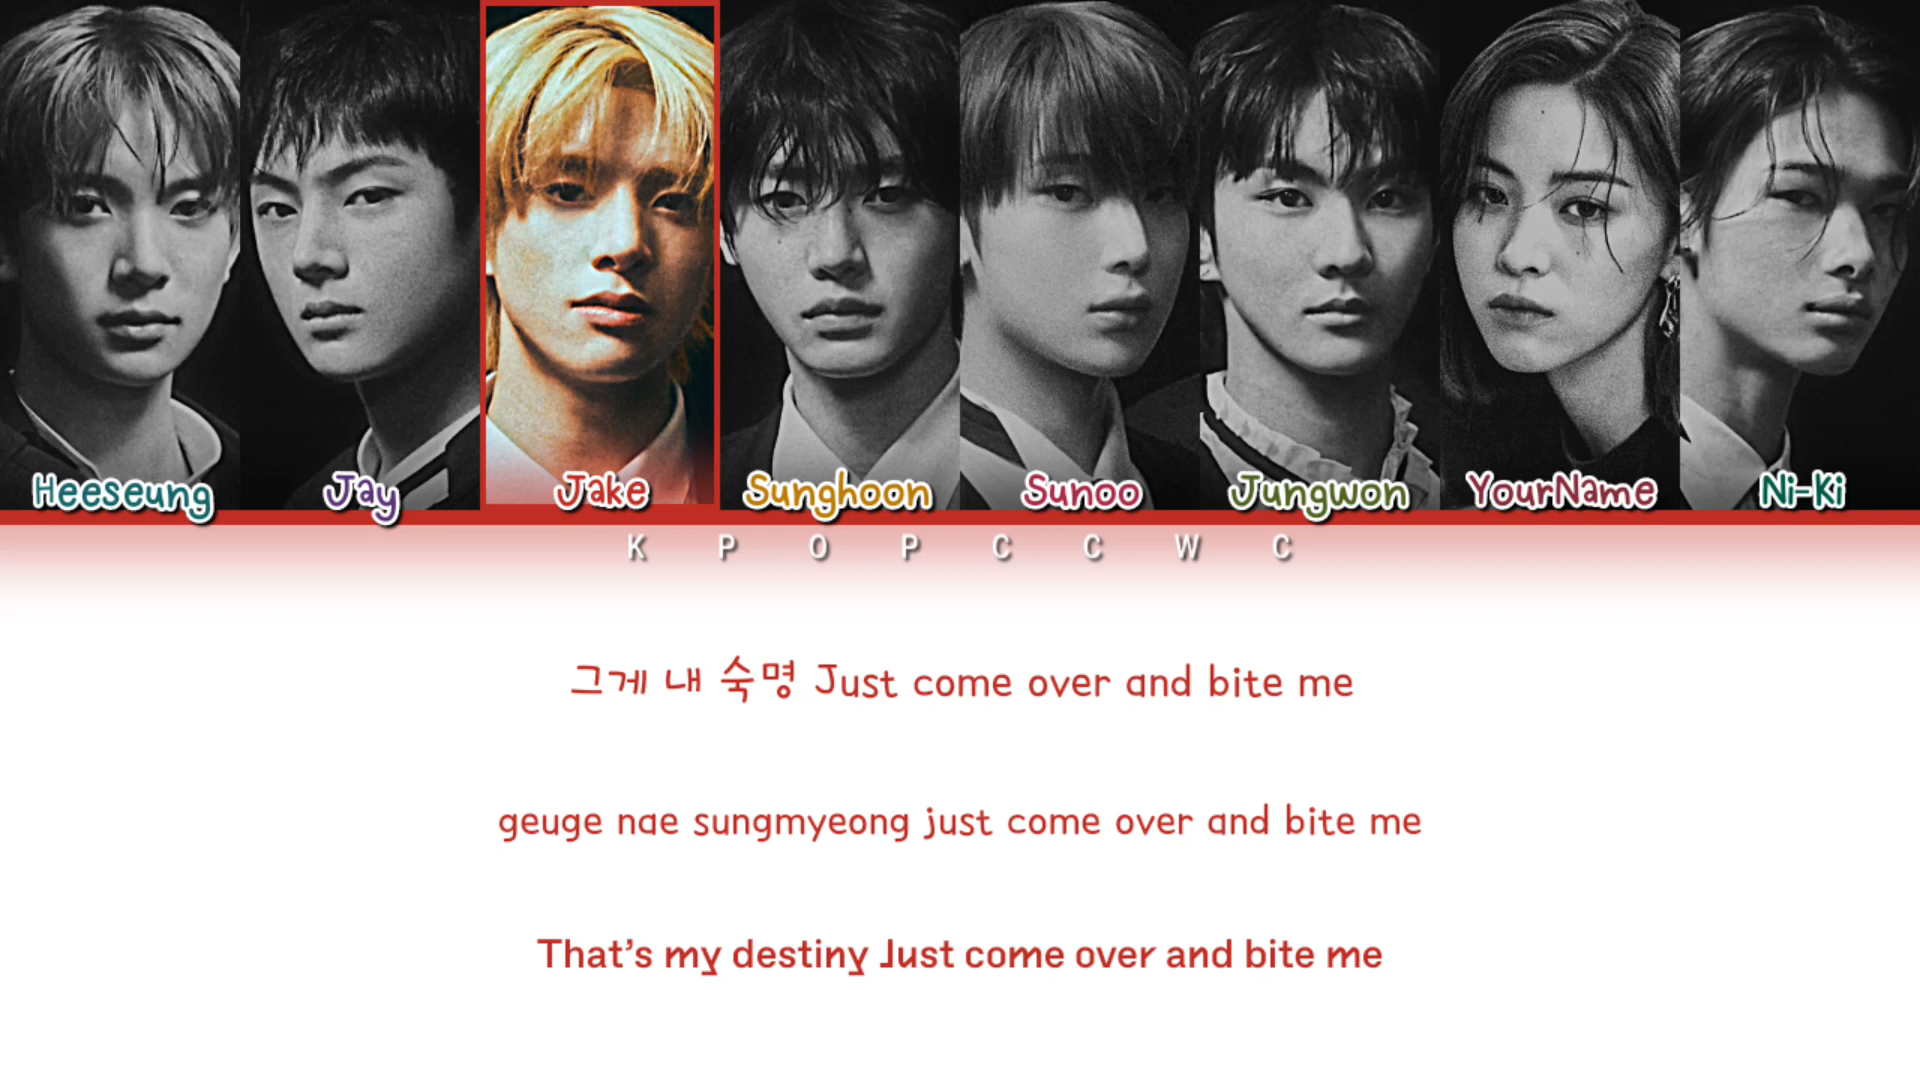 Heeseung Jay Jake Sunghoon Sunoo Jungwon YourName Ni-Ki
K P O P C C W C
그게 내 숙명 Just come over and bite me
geuge nae sungmyeong just come over and bite me
That's my destiny Just come over and bite me